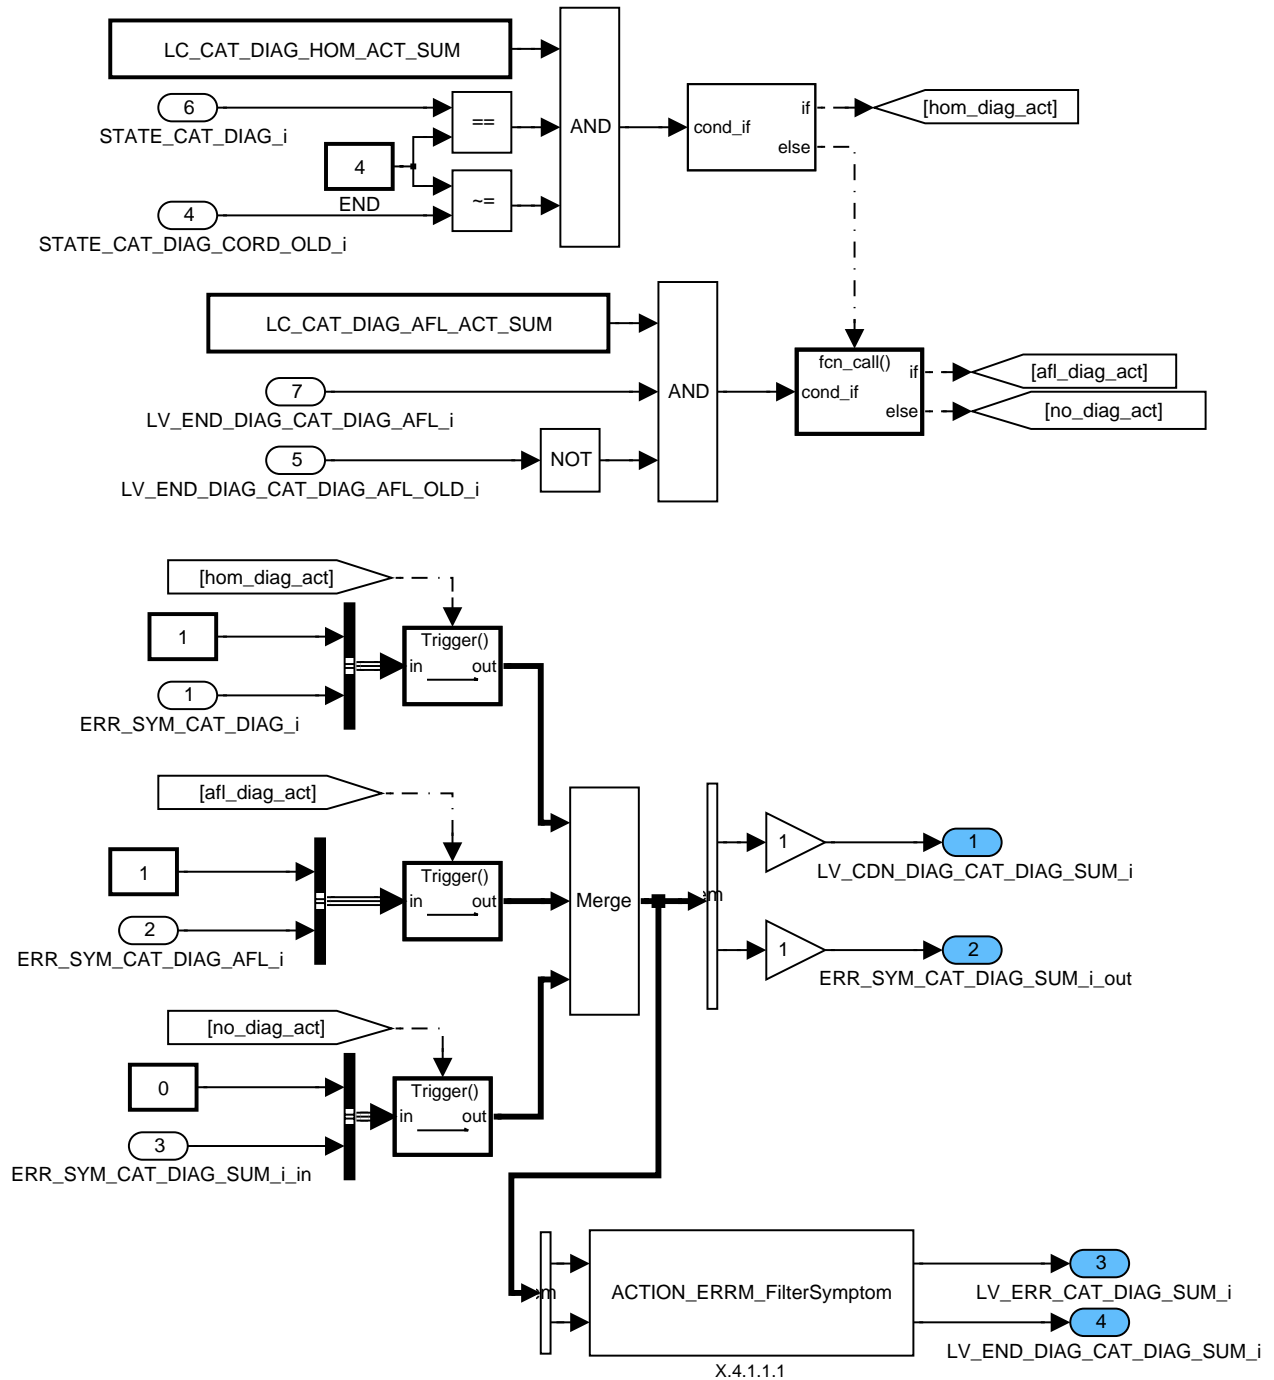 LC_CAT_DIAG_HOM_ACT_SUM
6
STATE_CAT_DIAG_i
==
4
END
~=
4
STATE_CAT_DIAG_CORD_OLD_i
AND
cond_if
if
else
[hom_diag_act]
LC_CAT_DIAG_AFL_ACT_SUM
7
LV_END_DIAG_CAT_DIAG_AFL_i
5
LV_END_DIAG_CAT_DIAG_AFL_OLD_i
NOT
AND
fcn_call()
cond_if
if
else
[afl_diag_act]
[no_diag_act]
[hom_diag_act]
1
1
ERR_SYM_CAT_DIAG_i
Trigger()
in
out
[afl_diag_act]
1
2
ERR_SYM_CAT_DIAG_AFL_i
Trigger()
in
out
[no_diag_act]
0
3
ERR_SYM_CAT_DIAG_SUM_i_in
Trigger()
in
out
Merge
1
1
LV_CDN_DIAG_CAT_DIAG_SUM_i
1
2
ERR_SYM_CAT_DIAG_SUM_i_out
ACTION_ERRM_FilterSymptom
X.4.1.1.1
3
LV_ERR_CAT_DIAG_SUM_i
4
LV_END_DIAG_CAT_DIAG_SUM_i